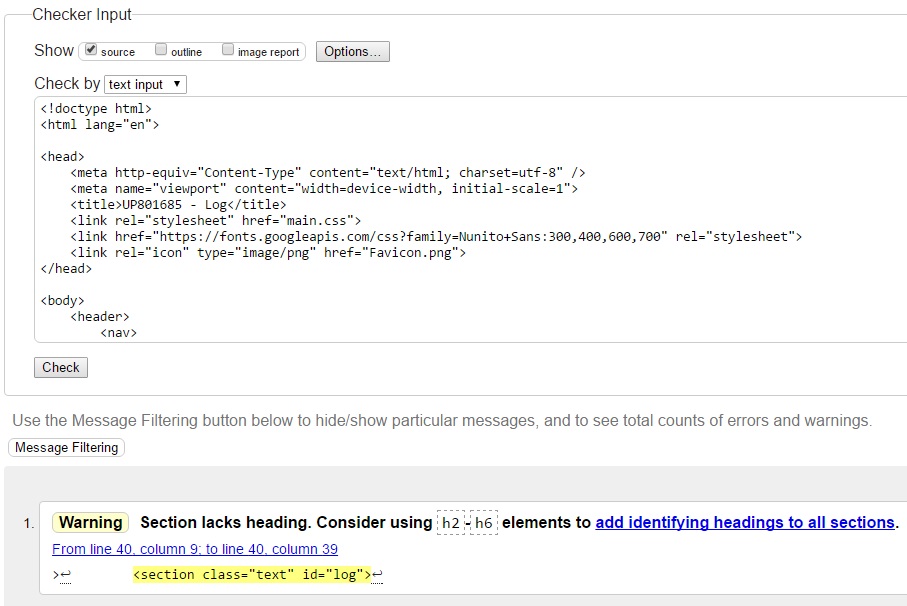 Checker Input
Show source outline image report Options...
Check by text input
<!doctype html>
<html lang="en">
<head>
<meta http-equiv="Content-Type" content="text/html; charset=utf-8" />
<meta name="viewport" content="width=device-width, initial-scale=1">
<title>UP801685 - Log</title>
<link rel="stylesheet" href="main.css">
<link href="https://fonts.googleapis.com/css?family=Nunito+Sans:300,400,600,700" rel="stylesheet">
<link rel="icon" type="image/png" href="Favicon.png">
</head>
<body>
<header>
<nav>
Check
Use the Message Filtering button below to hide/show particular messages, and to see total counts of errors and warnings.
Message Filtering
1. Warning Section lacks heading. Consider using h2-h6 elements to add identifying headings to all sections.
From line 40, column 9; to line 40, column 39
>↩ <section class="text" id="log">↩